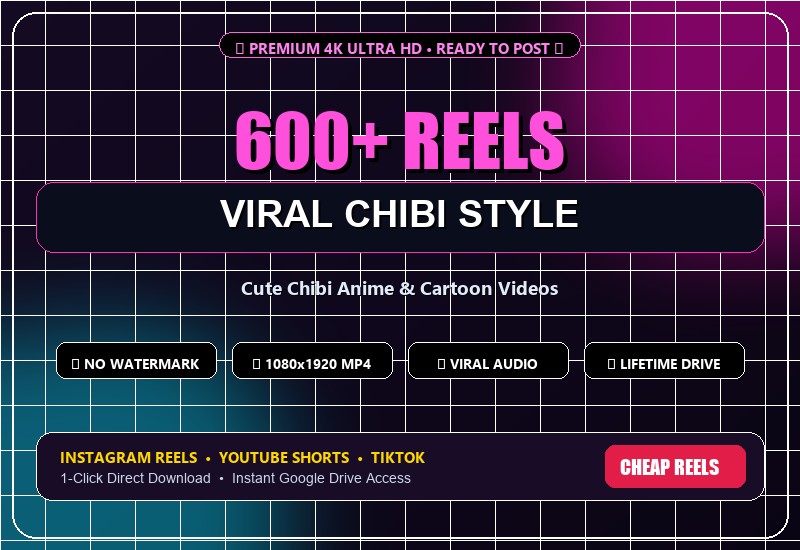 PREMIUM 4K ULTRA HD • READY TO POST
600+ REELS
VIRAL CHIBI STYLE
Cute Chibi Anime & Cartoon Videos
NO WATERMARK
1080x1920 MP4
VIRAL AUDIO
LIFETIME DRIVE
INSTAGRAM REELS • YOUTUBE SHORTS • TIKTOK
1-Click Direct Download • Instant Google Drive Access
CHEAP REELS